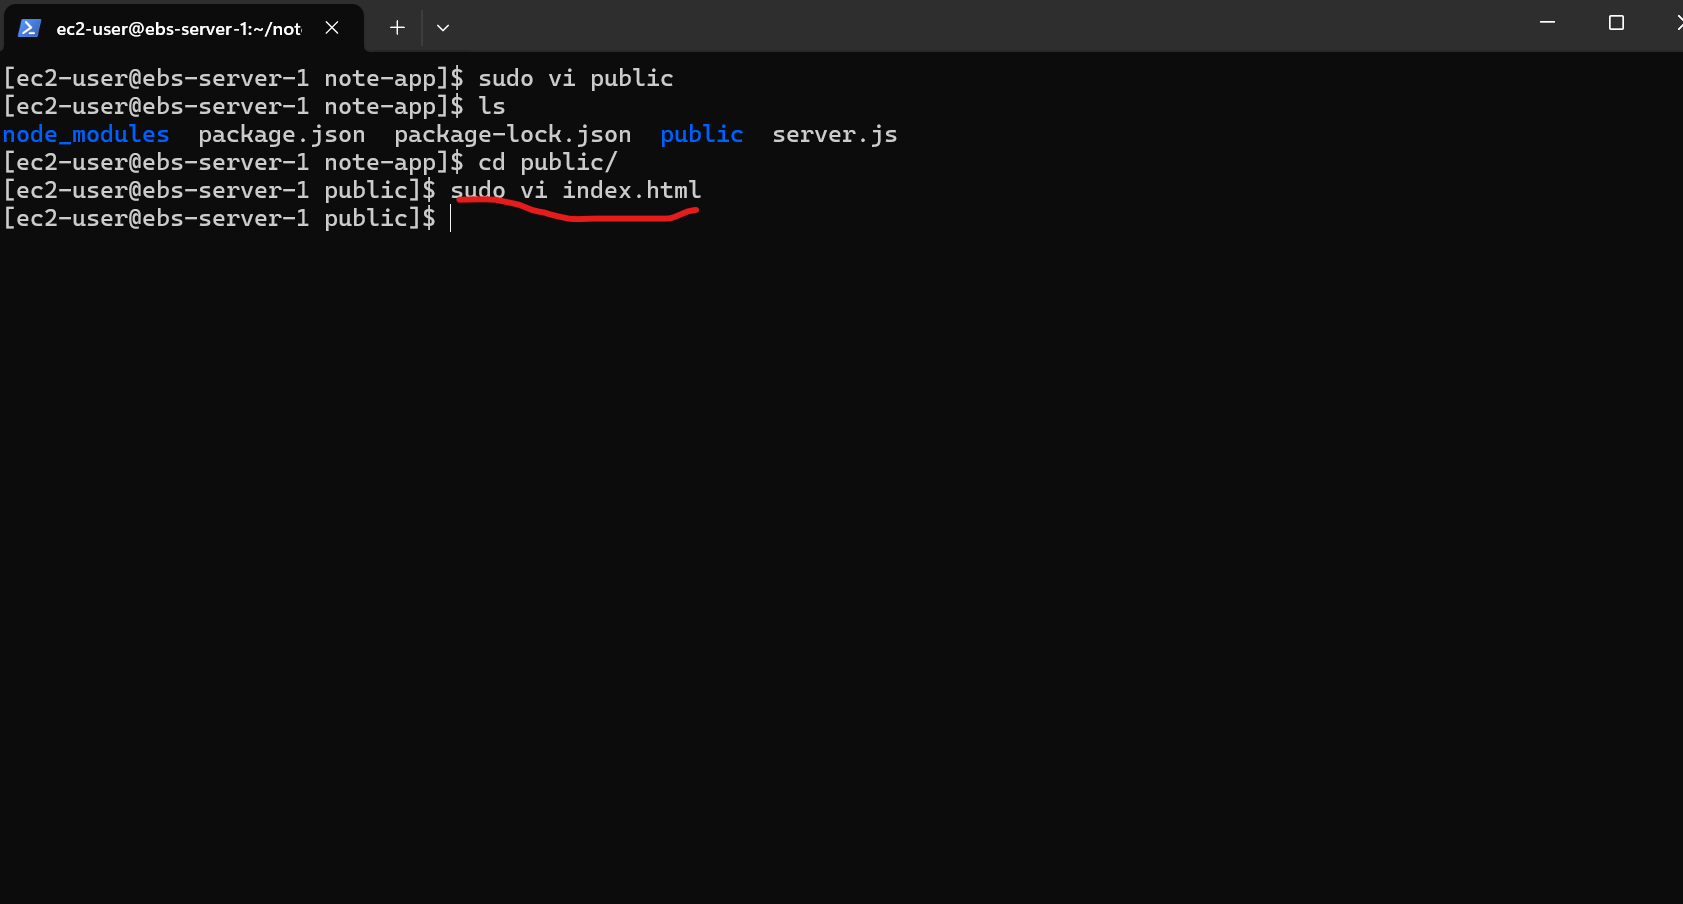 ec2-user@ebs-server-1:~/not
[ec2-user@ebs-server-1 note-app]$ sudo vi public
[ec2-user@ebs-server-1 note-app]$ ls
node_modules  package.json  package-lock.json  public  server.js
[ec2-user@ebs-server-1 note-app]$ cd public/
[ec2-user@ebs-server-1 public]$ sudo vi index.html
[ec2-user@ebs-server-1 public]$